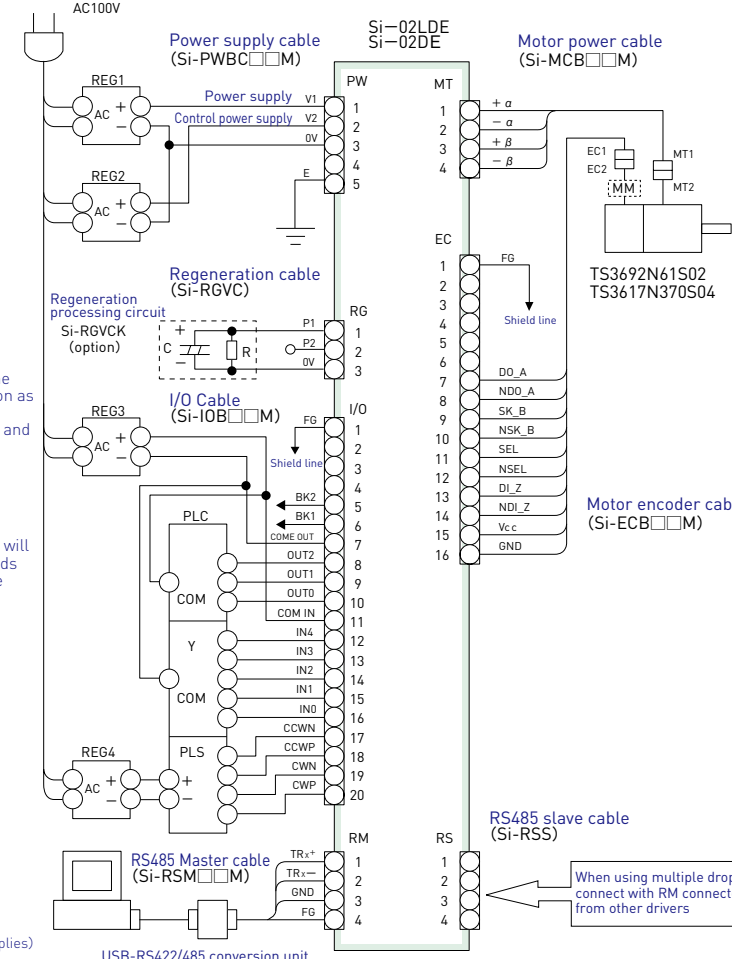 AC100V
Si−02LDE
Si−02DE
Power supply cable
(Si-PWBC□□M)
Motor power cable
(Si-MCB□□M)
REG1
AC
+
−
REG2
AC
+
−
Power supply V1
Control power supply V2
0V
E
PW
1
2
3
4
5
MT
1
2
3
4
+ α
− α
+ β
− β
EC1
EC2
MM
MT1
MT2
TS3692N61S02
TS3617N370S04
EC
1
2
3
4
5
6
7
8
9
10
11
12
13
14
15
16
FG
Shield line
DO_A
NDO_A
SK_B
NSK_B
SEL
NSEL
DI_Z
NDI_Z
Vcc
GND
Motor encoder cab
(Si-ECB□□M)
Regeneration cable
(Si-RGVC)
Regeneration
processing circuit
Si-RGVCK
(option)
+
C
−
R
P1
P2
0V
RG
1
2
3
I/O Cable
(Si-IOB□□M)
on as
and
will
ds
REG3
AC
+
−
FG
Shield line
BK2
BK1
COME OUT
OUT2
OUT1
OUT0
COM IN
IN4
IN3
IN2
IN1
IN0
CCWN
CCWP
CWN
CWP
I/O
1
2
3
4
5
6
7
8
9
10
11
12
13
14
15
16
17
18
19
20
PLC
COM
Y
COM
PLS
+
−
REG4
AC
+
−
RS485 Master cable
(Si-RSM□□M)
TRx+
TRx−
GND
FG
RM
1
2
3
4
RS485 slave cable
(Si-RSS)
RS
1
2
3
4
When using multiple drop
connect with RM connect
from other drivers
plies)
USB-RS422/485 conversion unit